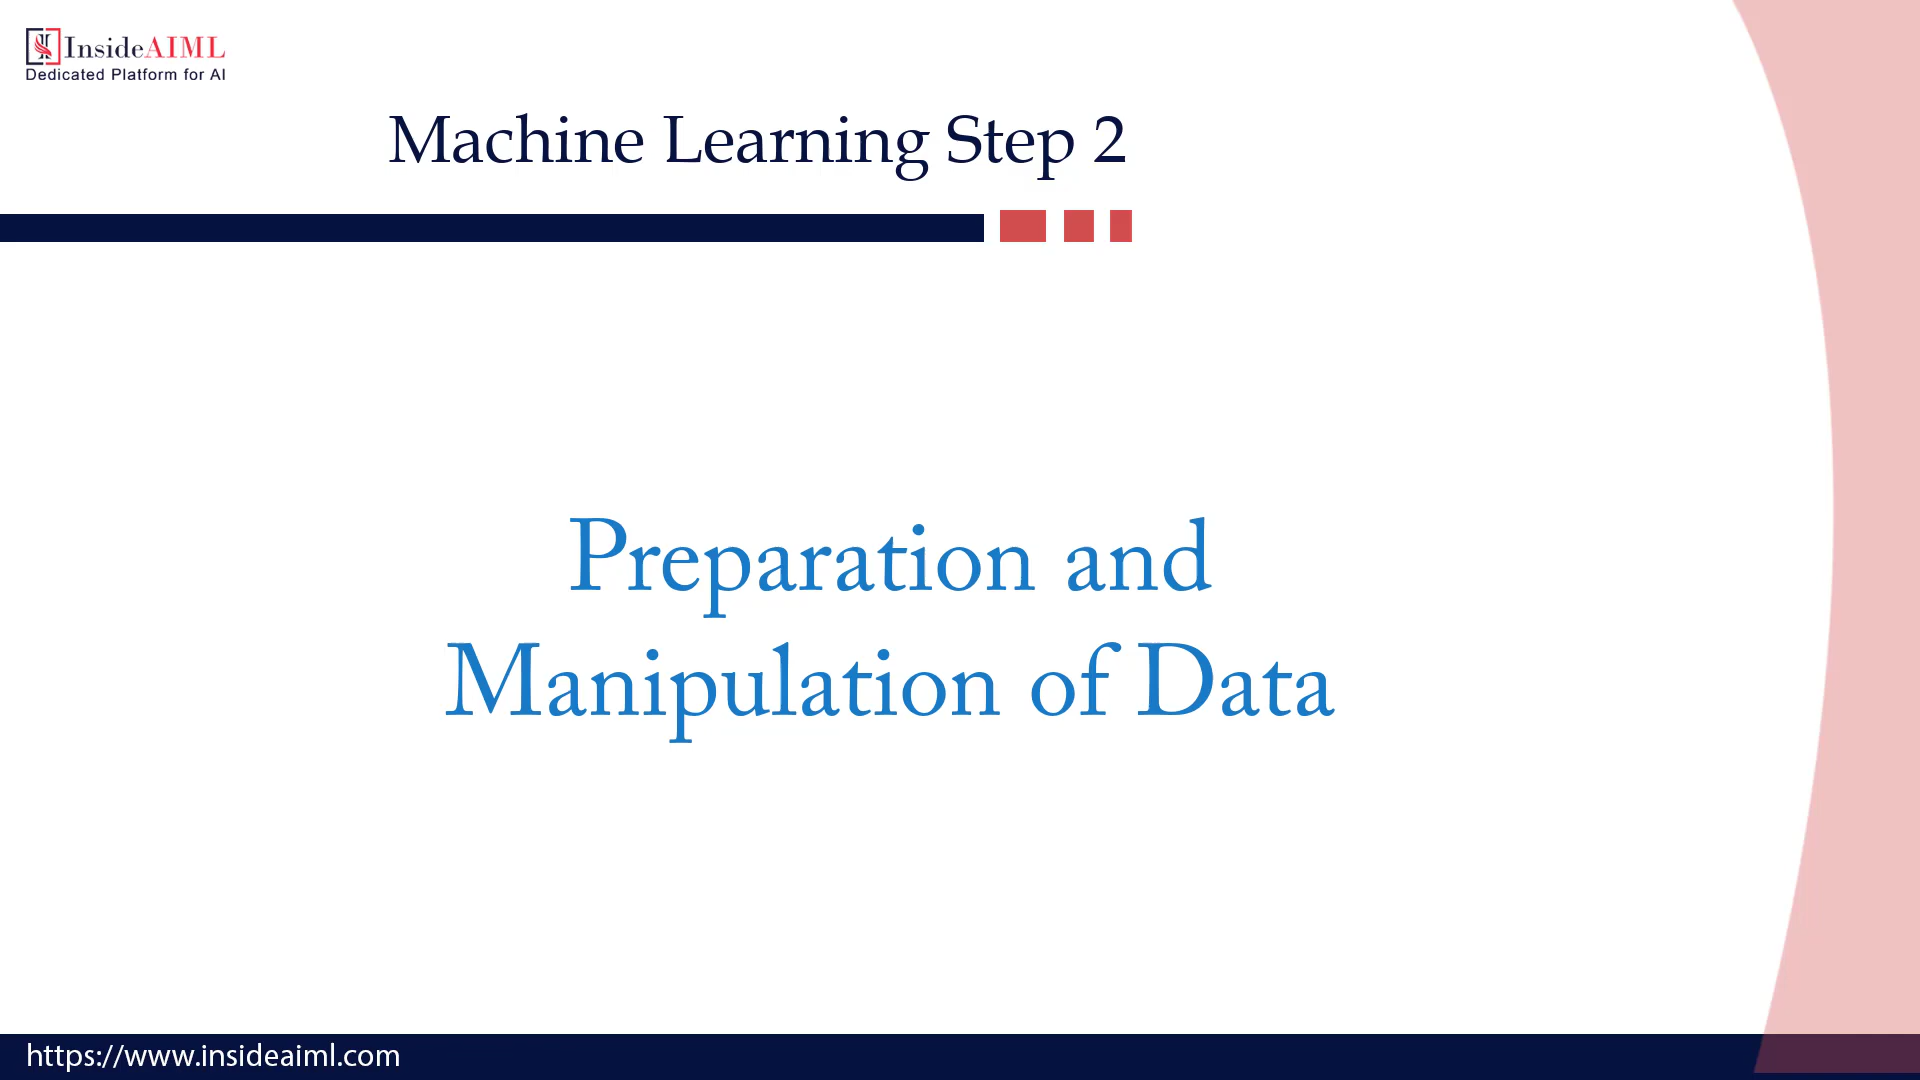 InsideAIML
Dedicated Platform for AI
Machine Learning Step 2
Preparation and
Manipulation of Data
https://www.insideaiml.com